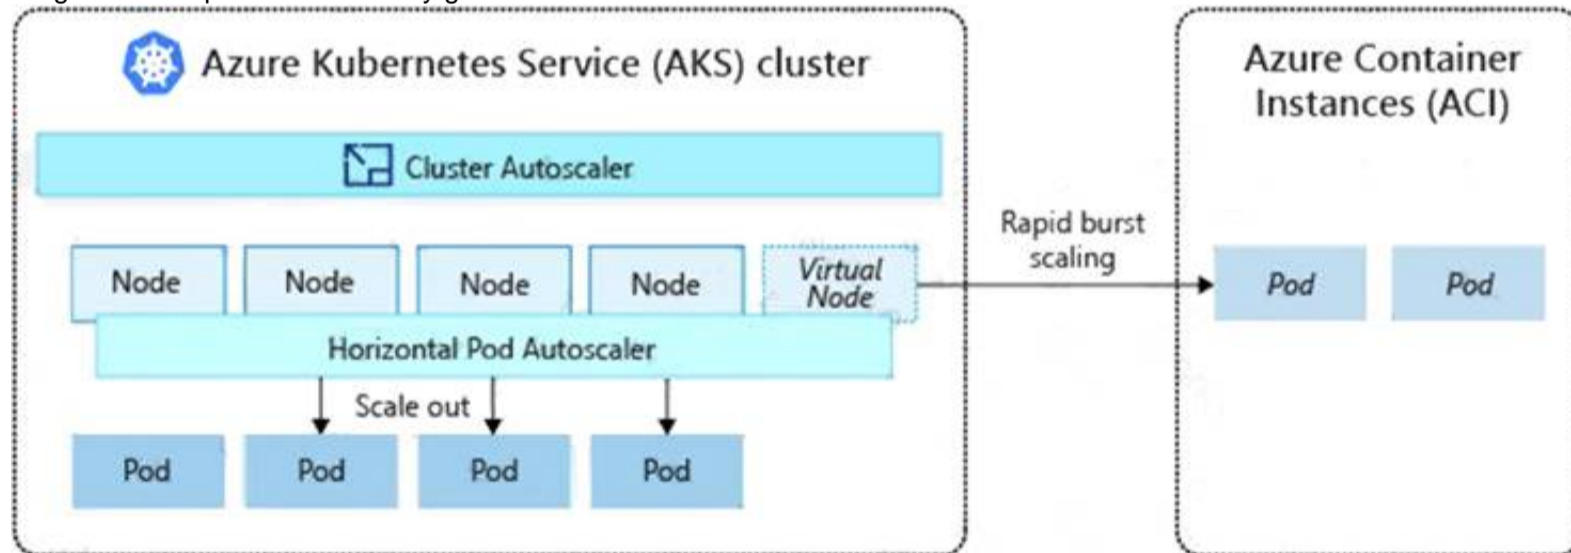 Azure Kubernetes Service (AKS) cluster
Azure Container
Instances (ACI)
Cluster Autoscaler
Rapid burst
scaling
Node
Node
Node
Node
Virtual
Node
Pod
Pod
Horizontal Pod Autoscaler
Scale out
Pod
Pod
Pod
Pod